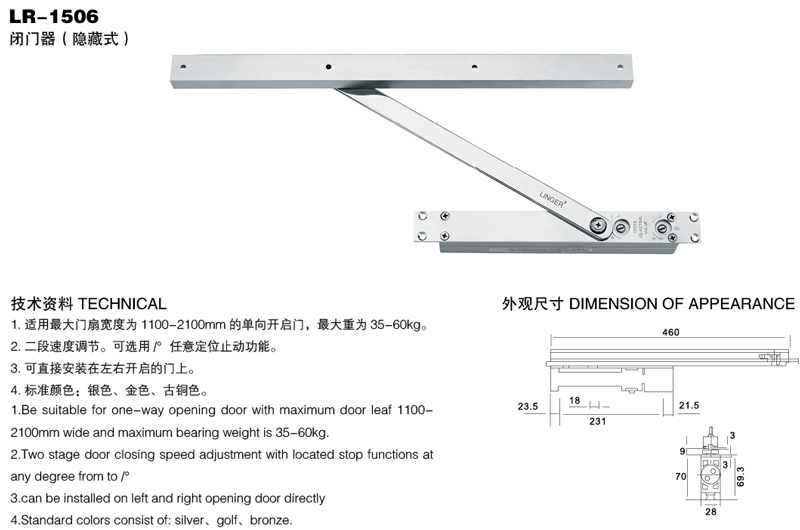 LR-1506
闭门器（隐藏式）
LINGER®
技术资料 TECHNICAL
1. 适用最大门扇宽度为 1100-2100mm 的单向开启门，最大重为 35-60kg。
2. 二段速度调节。可选用 /° 任意定位止动功能。
3. 可直接安装在左右开启的门上。
4. 标准颜色：银色、金色、古铜色。
1.Be suitable for one-way opening door with maximum door leaf 1100-
2100mm wide and maximum bearing weight is 35-60kg.
2.Two stage door closing speed adjustment with located stop functions at
any degree from to /°
3.can be installed on left and right opening door directly
4.Standard colors consist of: silver、golf、bronze.
外观尺寸 DIMENSION OF APPEARANCE
460
23.5
18
231
21.5
9
3
70
3
69.3
28